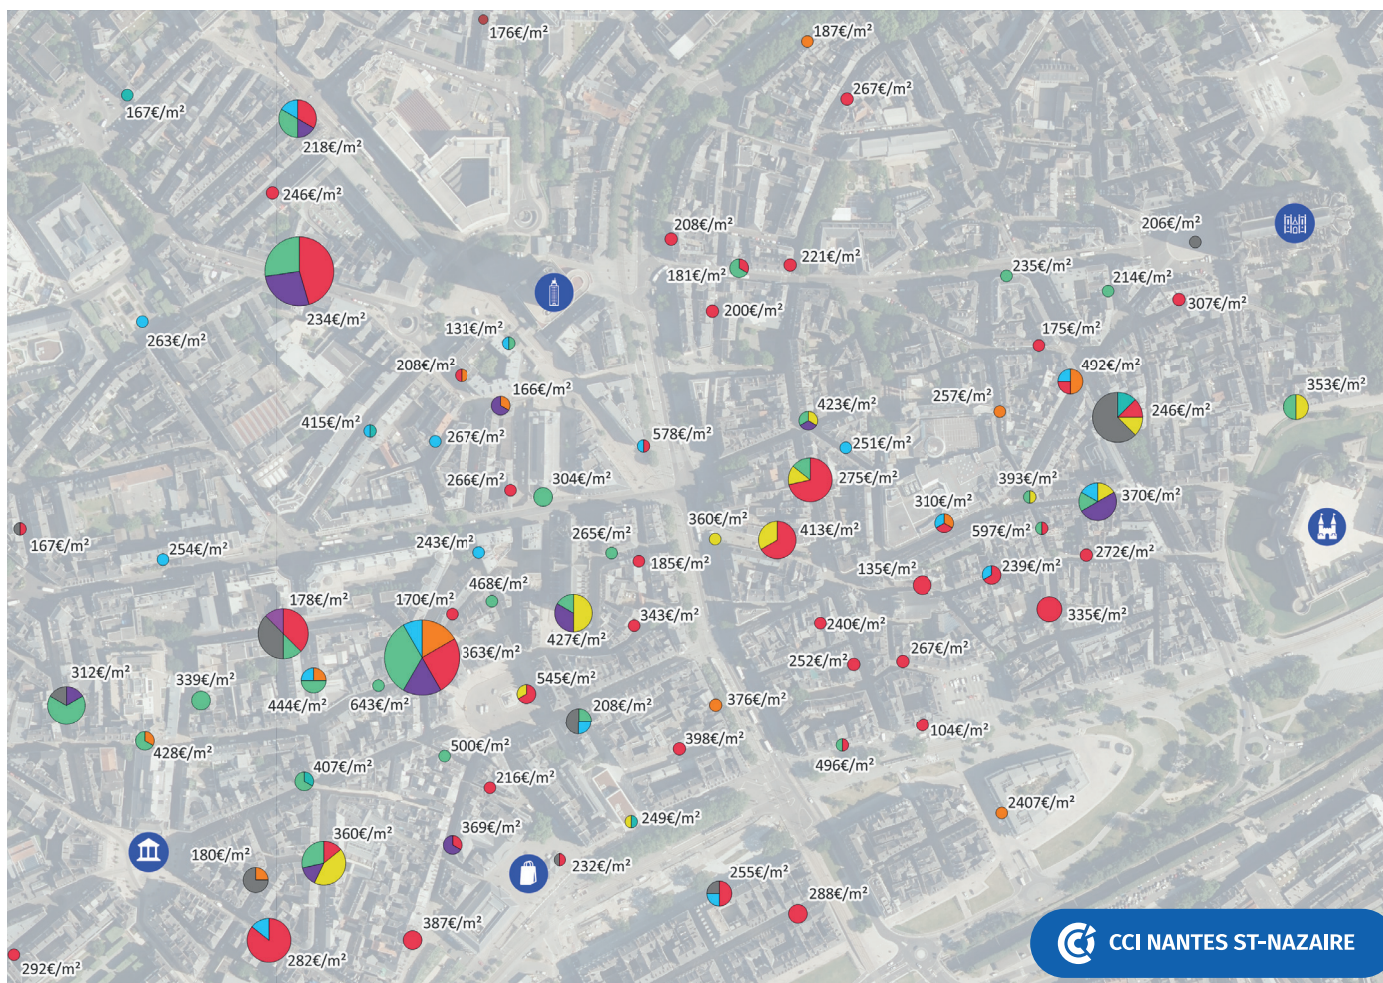 176€/m²
187€/m²
267€/m²
167€/m²
218€/m²
246€/m²
208€/m²
206€/m²
221€/m²
181€/m²
235€/m²
214€/m²
307€/m²
200€/m²
234€/m²
263€/m²
131€/m²
175€/m²
208€/m²
492€/m²
166€/m²
353€/m²
423€/m²
257€/m²
246€/m²
415€/m²
267€/m²
578€/m²
251€/m²
266€/m²
304€/m²
275€/m²
393€/m²
370€/m²
310€/m²
360€/m²
413€/m²
597€/m²
167€/m²
254€/m²
243€/m²
265€/m²
185€/m²
272€/m²
239€/m²
135€/m²
468€/m²
178€/m²
170€/m²
343€/m²
427€/m²
240€/m²
335€/m²
363€/m²
252€/m²
267€/m²
312€/m²
339€/m²
444€/m²
643€/m²
545€/m²
208€/m²
376€/m²
104€/m²
428€/m²
500€/m²
398€/m²
496€/m²
407€/m²
216€/m²
2407€/m²
249€/m²
360€/m²
369€/m²
180€/m²
232€/m²
255€/m²
288€/m²
387€/m²
282€/m²
292€/m²
CCI NANTES ST-NAZAIRE